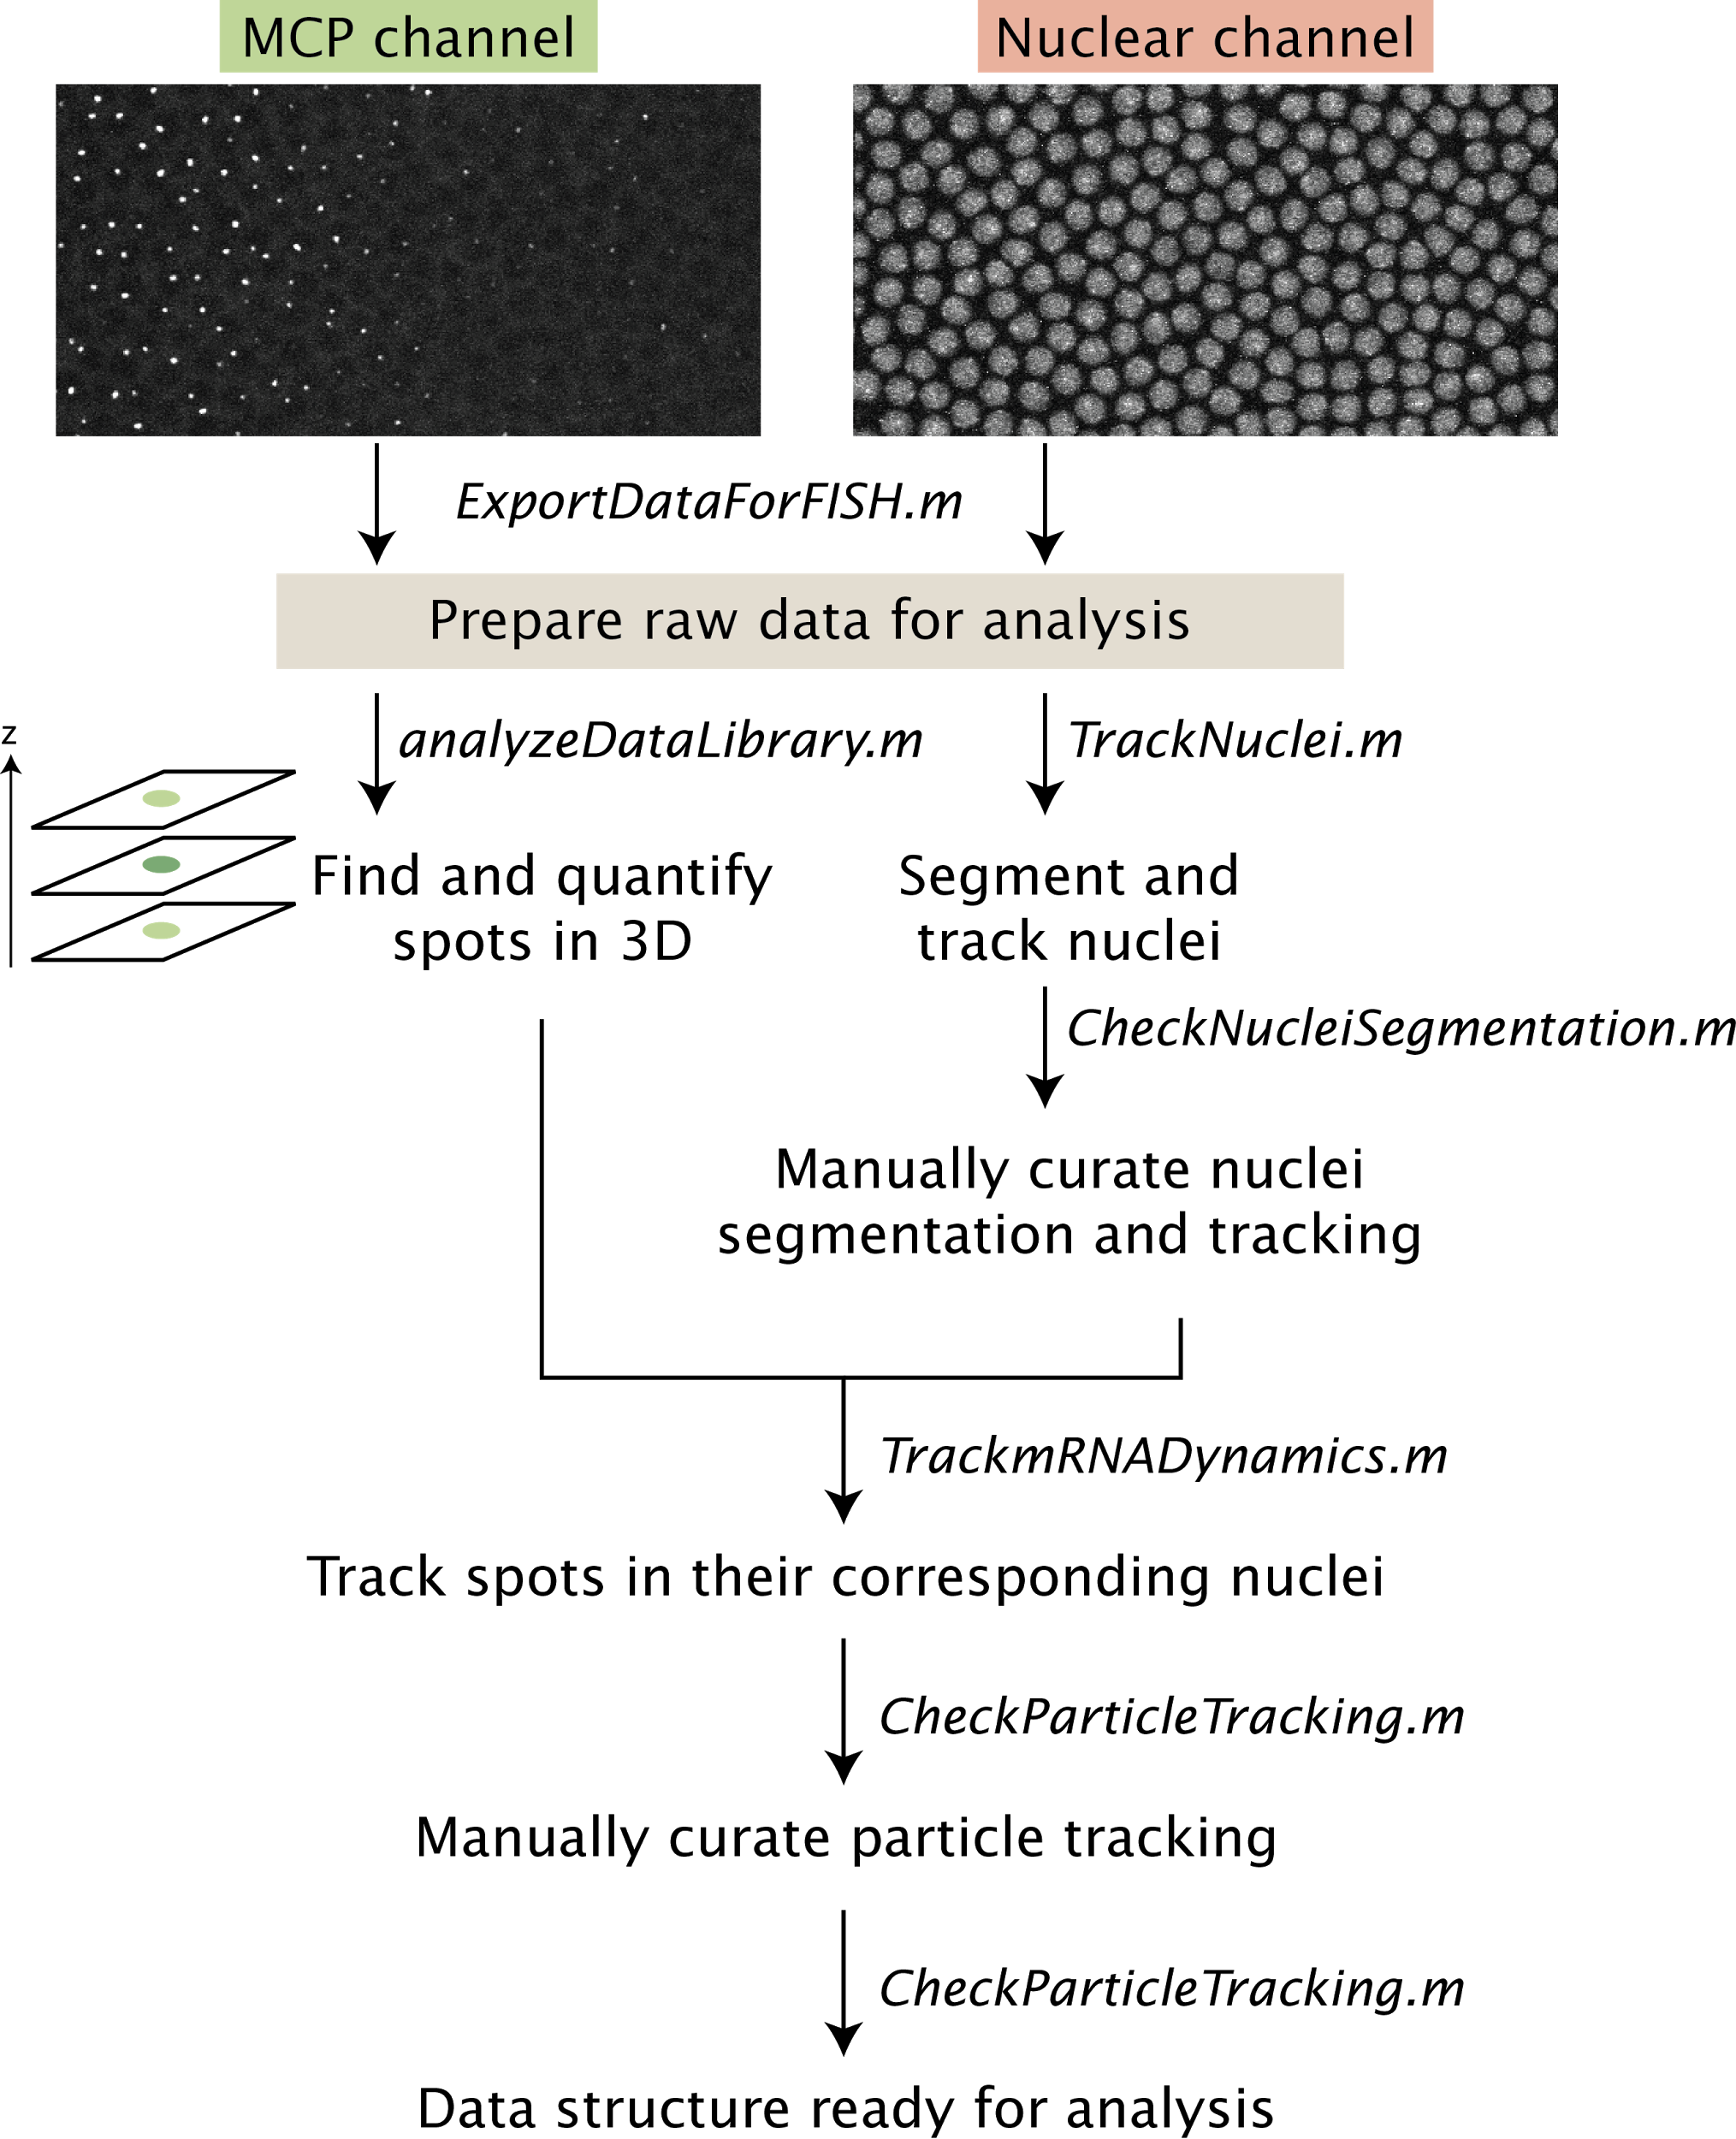 MCP channel
Nuclear channel
ExportDataForFISH.m
Prepare raw data for analysis
analyzeDataLibrary.m
TrackNuclei.m
z
Find and quantify
spots in 3D
Segment and
track nuclei
CheckNucleiSegmentation.m
Manually curate nuclei
segmentation and tracking
TrackmRNADynamics.m
Track spots in their corresponding nuclei
CheckParticleTracking.m
Manually curate particle tracking
CheckParticleTracking.m
Data structure ready for analysis